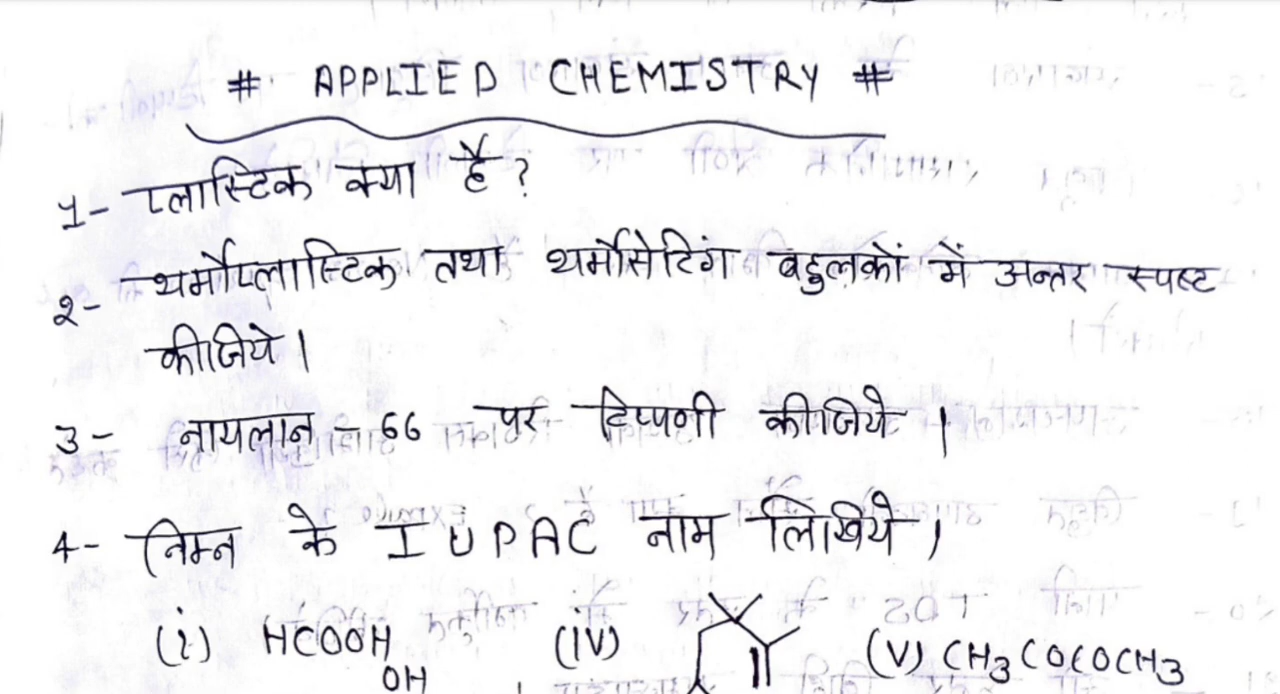 # APPLIED CHEMISTRY #
1- प्लास्टिक क्या है ?
2- थर्मोप्लास्टिक तथा थर्मोसेटिंग बहुलकों में अन्तर स्पष्ट
कीजिये ।
3- नायलान - 66 पर टिप्पणी कीजिये ।
4- निम्न के IUPAC नाम लिखिये ।
(i) HCOOH (IV) (V) CH3COCOCH3
OH